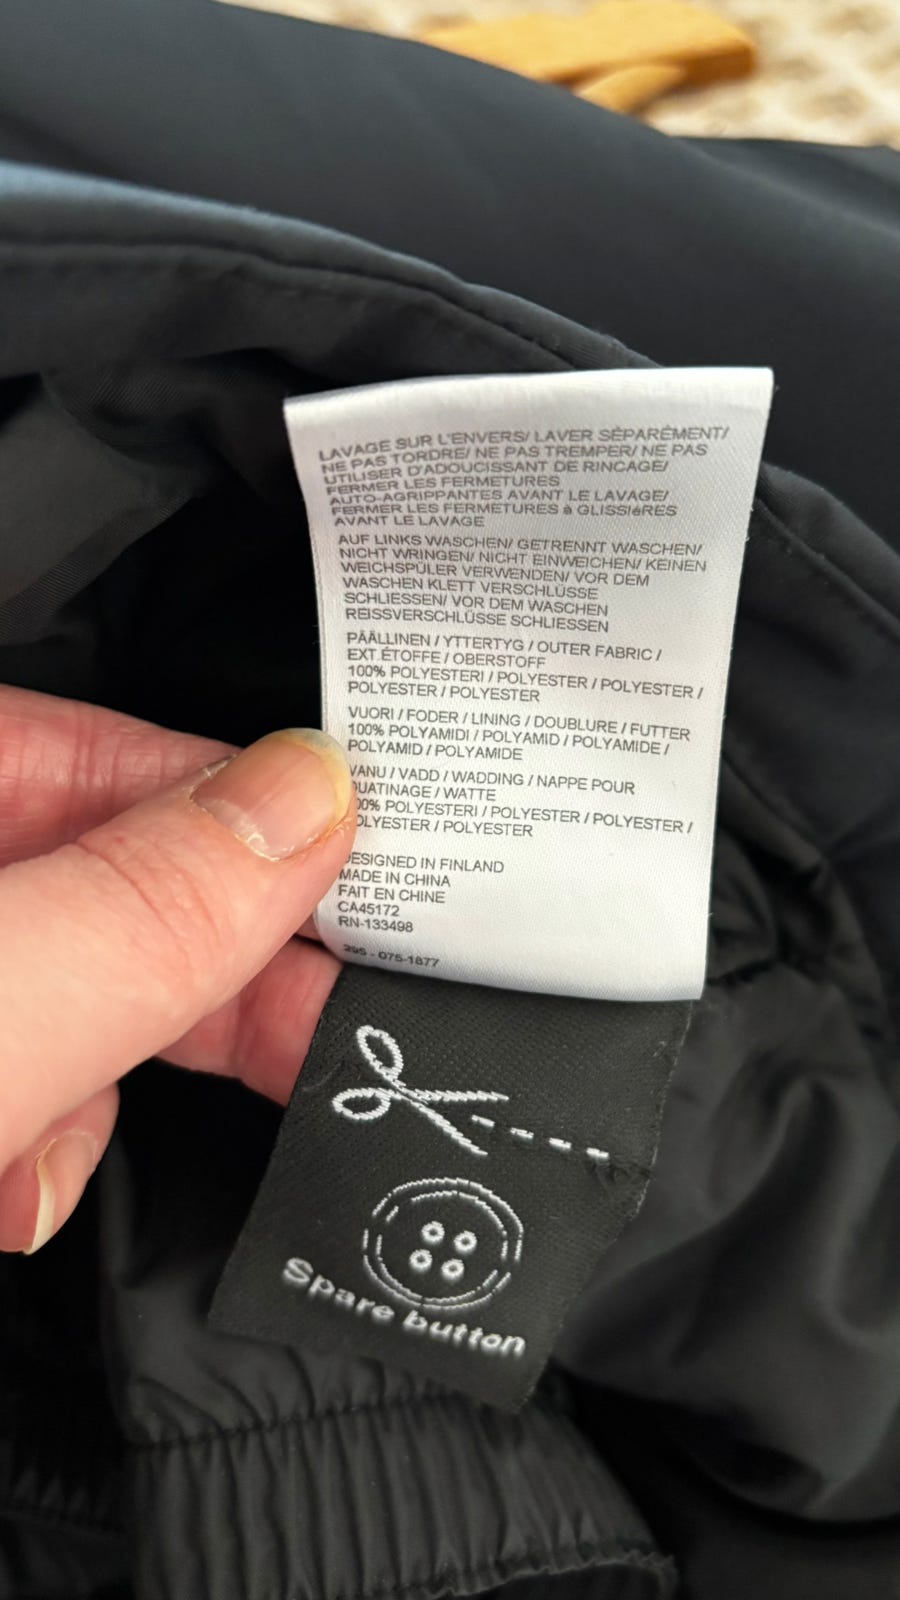 LAVAGE SUR L'ENVERS/ LAVER SÉPARÉMENT/
NE PAS TORDRE/ NE PAS TREMPER/ NE PAS
UTILISER D'ADOUCISSANT DE RINCAGE/
FERMER LES FERMETURES
AUTO-AGRIPPANTES AVANT LE LAVAGE/
FERMER LES FERMETURES à GLISSIèRES
AVANT LE LAVAGE
AUF LINKS WASCHEN/ GETRENNT WASCHEN/
NICHT WRINGEN/ NICHT EINWEICHEN/ KEINEN
WEICHSPÜLER VERWENDEN/ VOR DEM
WASCHEN KLETT VERSCHLÜSSE
SCHLIESSEN/ VOR DEM WASCHEN
REISSVERSCHLÜSSE SCHLIESSEN
PÄÄLLINEN / YTTERTYG / OUTER FABRIC /
EXT.ÉTOFFE / OBERSTOFF
100% POLYESTERI / POLYESTER / POLYESTER /
POLYESTER / POLYESTER
VUORI / FODER / LINING / DOUBLURE / FUTTER
100% POLYAMIDI / POLYAMID / POLYAMIDE /
POLYAMID / POLYAMIDE
VANU / VADD / WADDING / NAPPE POUR
OUATINAGE / WATTE
00% POLYESTERI / POLYESTER / POLYESTER /
OLYESTER / POLYESTER
DESIGNED IN FINLAND
MADE IN CHINA
FAIT EN CHINE
CA45172
RN-133498
295 - 075-1877
Spare button